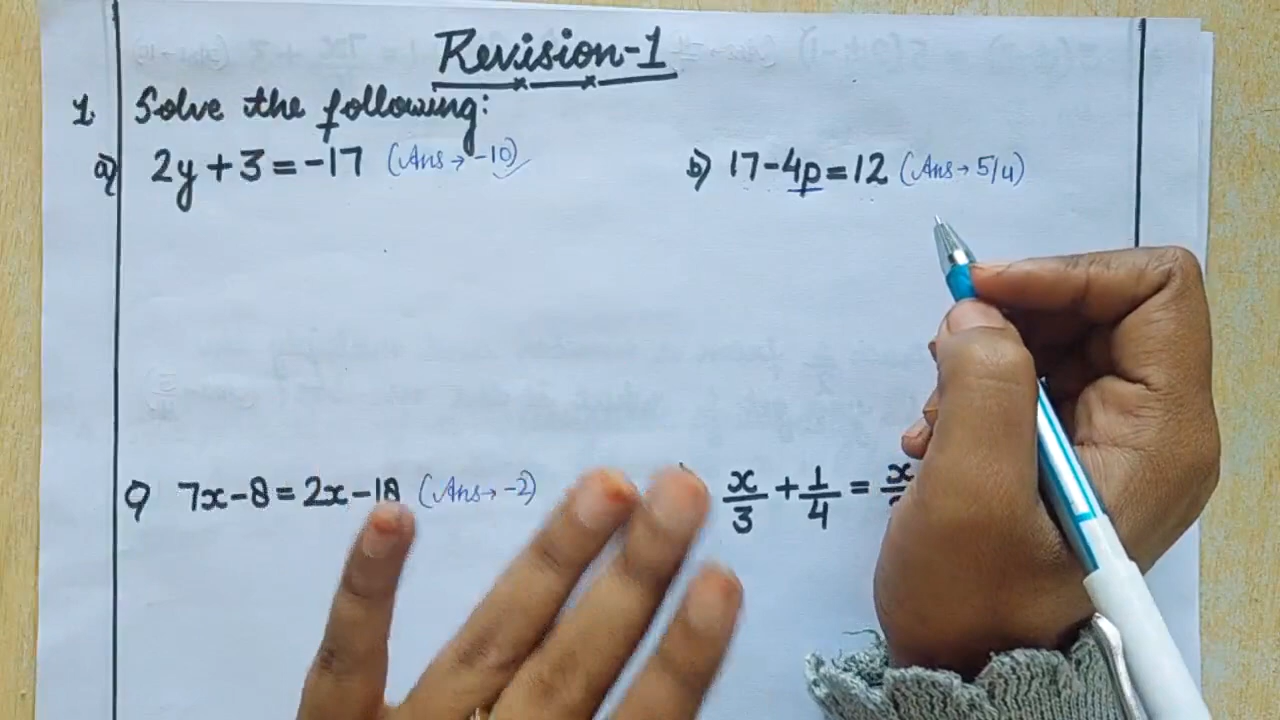 Revision-1
1. Solve the following:
a) 2y + 3 = -17 (Ans → -10)
b) 17 - 4p = 12 (Ans → 5/4)
c) 7x - 8 = 2x - 18 (Ans → -2)
x/3 + 1/4 = x/